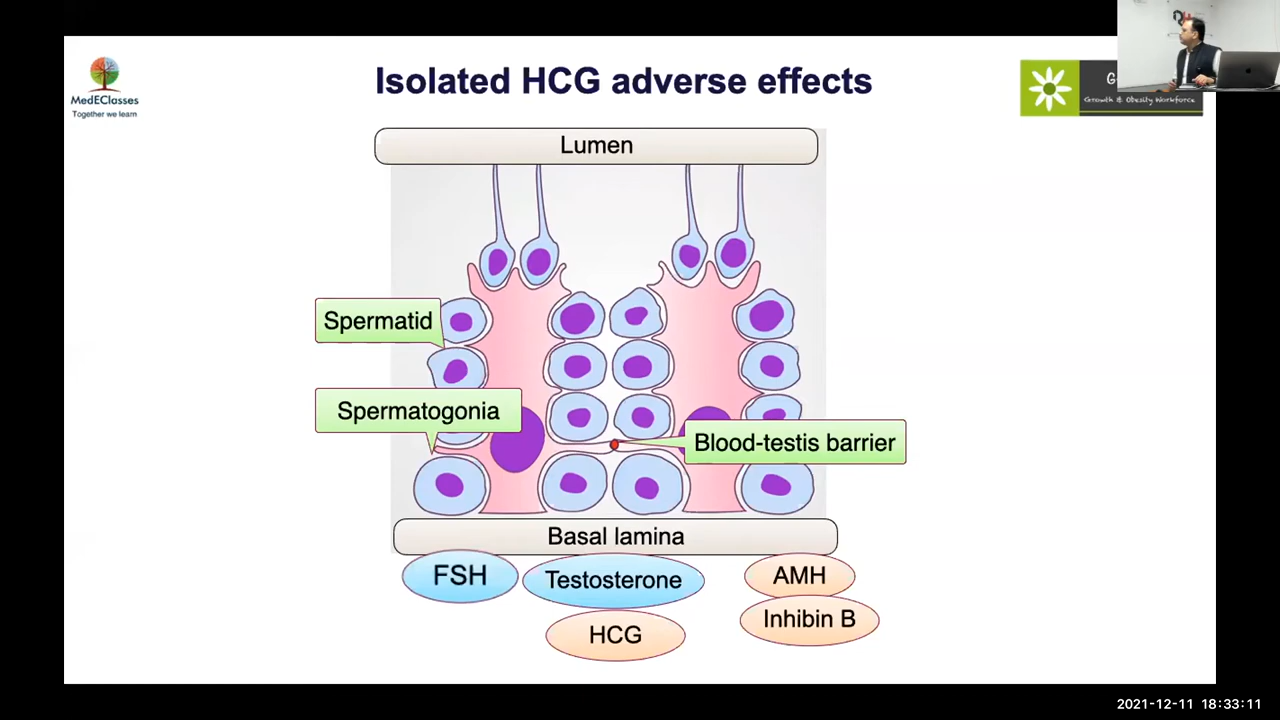 Isolated HCG adverse effects
MedEClasses
Together we learn
G
Growth & Obesity Workforce
Lumen
Spermatid
Spermatogonia
Blood-testis barrier
Basal lamina
FSH
Testosterone
AMH
HCG
Inhibin B
2021-12-11 18:33:11